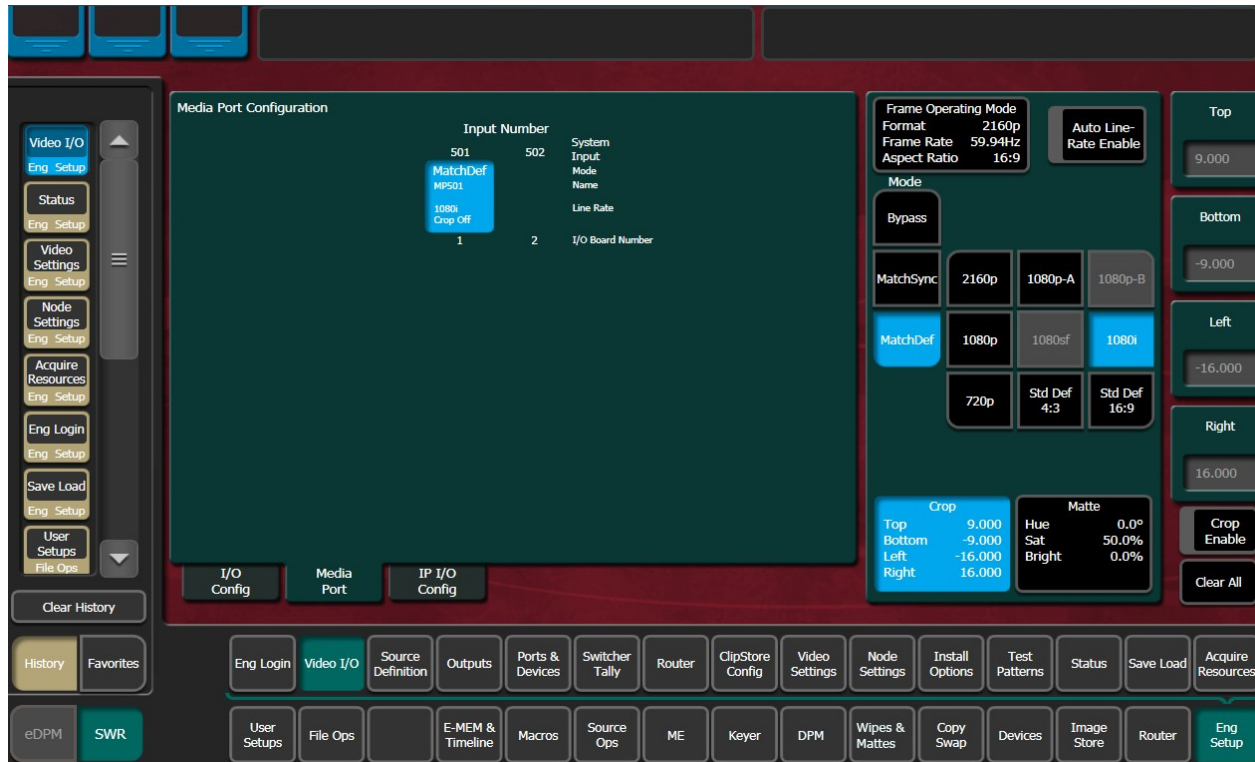 Video I/O
Eng Setup
Status
Eng Setup
Video
Settings
Eng Setup
Node
Settings
Eng Setup
Acquire
Resources
Eng Setup
Eng Login
Eng Setup
Save Load
Eng Setup
User
Setups
File Ops
Clear History
History Favorites
eDPM SWR
Media Port Configuration
Input Number
501 502 System
Input
MatchDef Mode
MP501 Name
1080i Line Rate
Crop Off
1 2 I/O Board Number
I/O
Config
Media
Port
IP I/O
Config
Frame Operating Mode
Format 2160p
Frame Rate 59.94Hz
Aspect Ratio 16:9
Auto Line-
Rate Enable
Mode
Bypass
MatchSync 2160p 1080p-A 1080p-B
MatchDef 1080p 1080sf 1080i
720p
Std Def
4:3
Std Def
16:9
Crop
Top 9.000
Bottom -9.000
Left -16.000
Right 16.000
Matte
Hue 0.0°
Sat 50.0%
Bright 0.0%
Top
9.000
Bottom
-9.000
Left
-16.000
Right
16.000
Crop
Enable
Clear All
Eng Login
Video I/O
Source
Definition
Outputs
Ports &
Devices
Switcher
Tally
Router
ClipStore
Config
Video
Settings
Node
Settings
Install
Options
Test
Patterns
Status
Save Load
Acquire
Resources
User
Setups
File Ops
E-MEM &
Timeline
Macros
Source
Ops
ME
Keyer
DPM
Wipes &
Mattes
Copy
Swap
Devices
Image
Store
Router
Eng
Setup